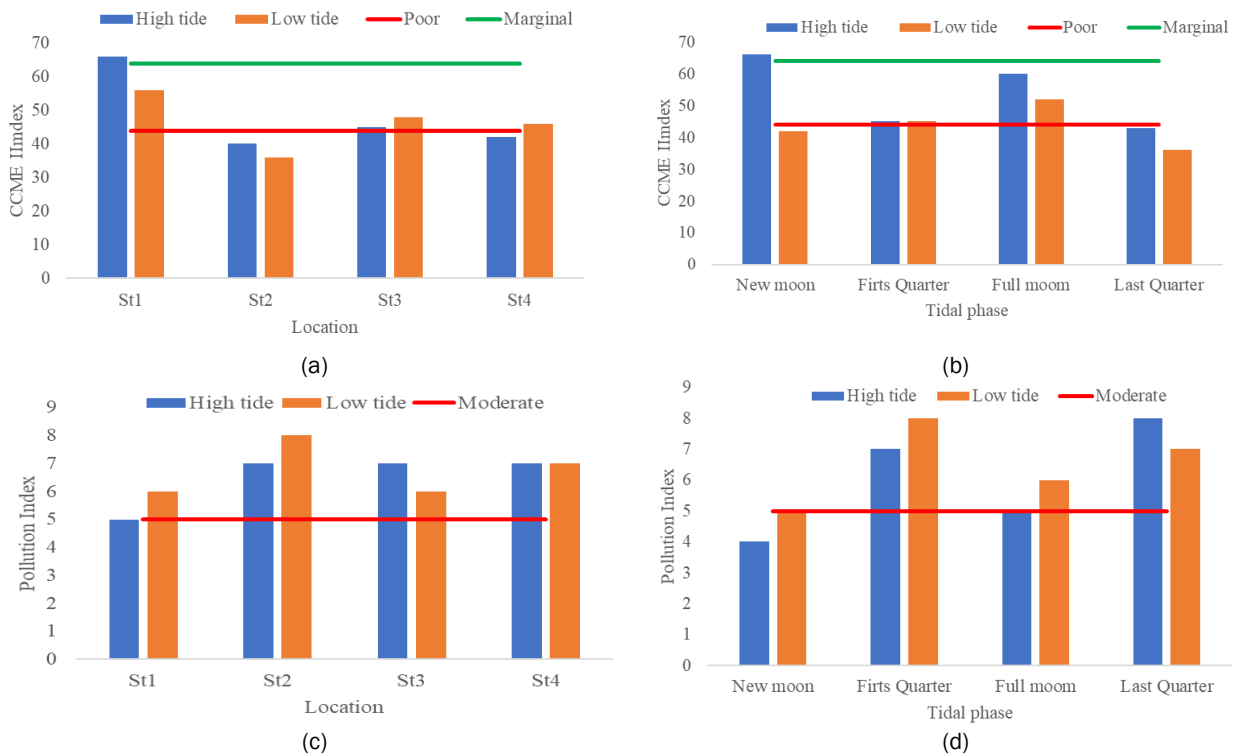 High tide Low tide Poor Marginal
70
60
50
40
30
20
10
0
CCME IIndex
St1 St2 St3 St4
Location
(a)
High tide Low tide Poor Marginal
70
60
50
40
30
20
10
0
CCME IIImdex
New moon Firts Quarter Full moom Last Quarter
Tidal phase
(b)
High tide Low tide Moderate
9
8
7
6
5
4
3
2
1
0
Pollution Index
St1 St2 St3 St4
Location
(c)
High tide Low tide Moderate
9
8
7
6
5
4
3
2
1
0
Pollution Index
New moon Firts Quarter Full moom Last Quarter
Tidal phase
(d)